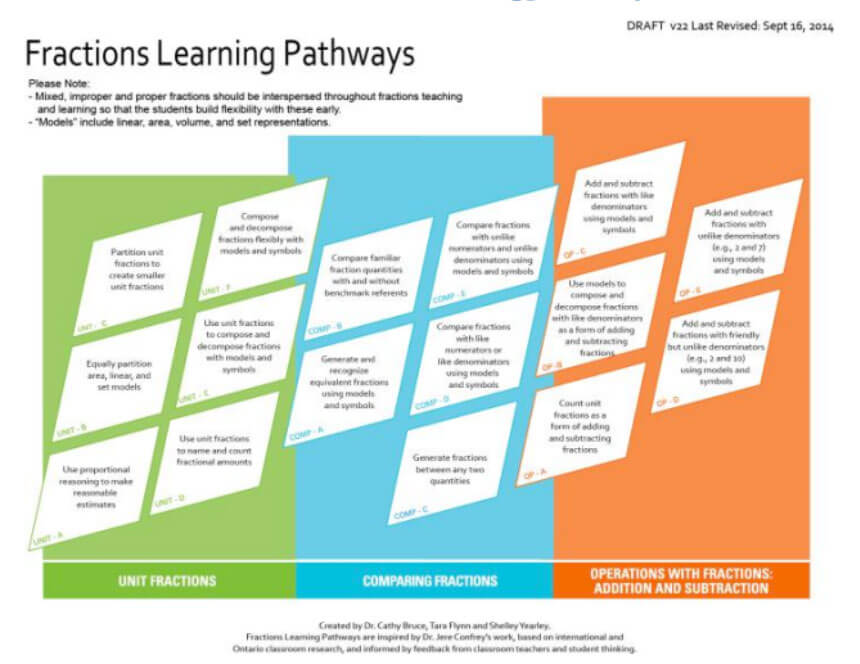 DRAFT v22 Last Revised: Sept 16, 2014
Fractions Learning Pathways
Please Note:
- Mixed, improper and proper fractions should be interspersed throughout fractions teaching
and learning so that the students build flexibility with these early.
- "Models" include linear, area, volume, and set representations.
Partition unit
fractions to
create smaller
unit fractions
UNIT - C
Compose
and decompose
fractions flexibly with
models and symbols
UNIT - F
Equally partition
area, linear, and
set models
UNIT - B
Use unit fractions
to compose and
decompose fractions
with models and
symbols
Use proportional
reasoning to make
reasonable
estimates
UNIT - A
Use unit fractions
to name and count
fractional amounts
UNIT - D
Compare familiar
fraction quantities
with and without
benchmark referents
COMP - B
Compare fractions
with unlike
numerators and unlike
denominators using
models and symbols
COMP - E
Generate and
recognize
equivalent fractions
using models
and symbols
COMP - A
Compare fractions
with like
numerators or
like denominators
using models
and symbols
COMP - D
Generate fractions
between any two
quantities
COMP - C
Add and subtract
fractions with like
denominators
using models and
symbols
OP - C
Add and subtract
fractions with
unlike denominators
(e.g., 2 and 7)
using models
and symbols
OP - E
Use models to
compose and
decompose fractions
with like denominators
as a form of adding
and subtracting
fractions
OP-B
Add and subtract
fractions with friendly
but unlike denominators
(e.g., 2 and 10)
using models and
symbols
OP - D
Count unit
fractions as a
form of adding
and subtracting
fractions
OP - A
UNIT FRACTIONS
COMPARING FRACTIONS
OPERATIONS WITH FRACTIONS:
ADDITION AND SUBTRACTION
Created by Dr. Cathy Bruce, Tara Flynn and Shelley Yearley.
Fractions Learning Pathways are inspired by Dr. Jere Confrey's work, based on international and
Ontario classroom research, and informed by feedback from classroom teachers and student thinking.